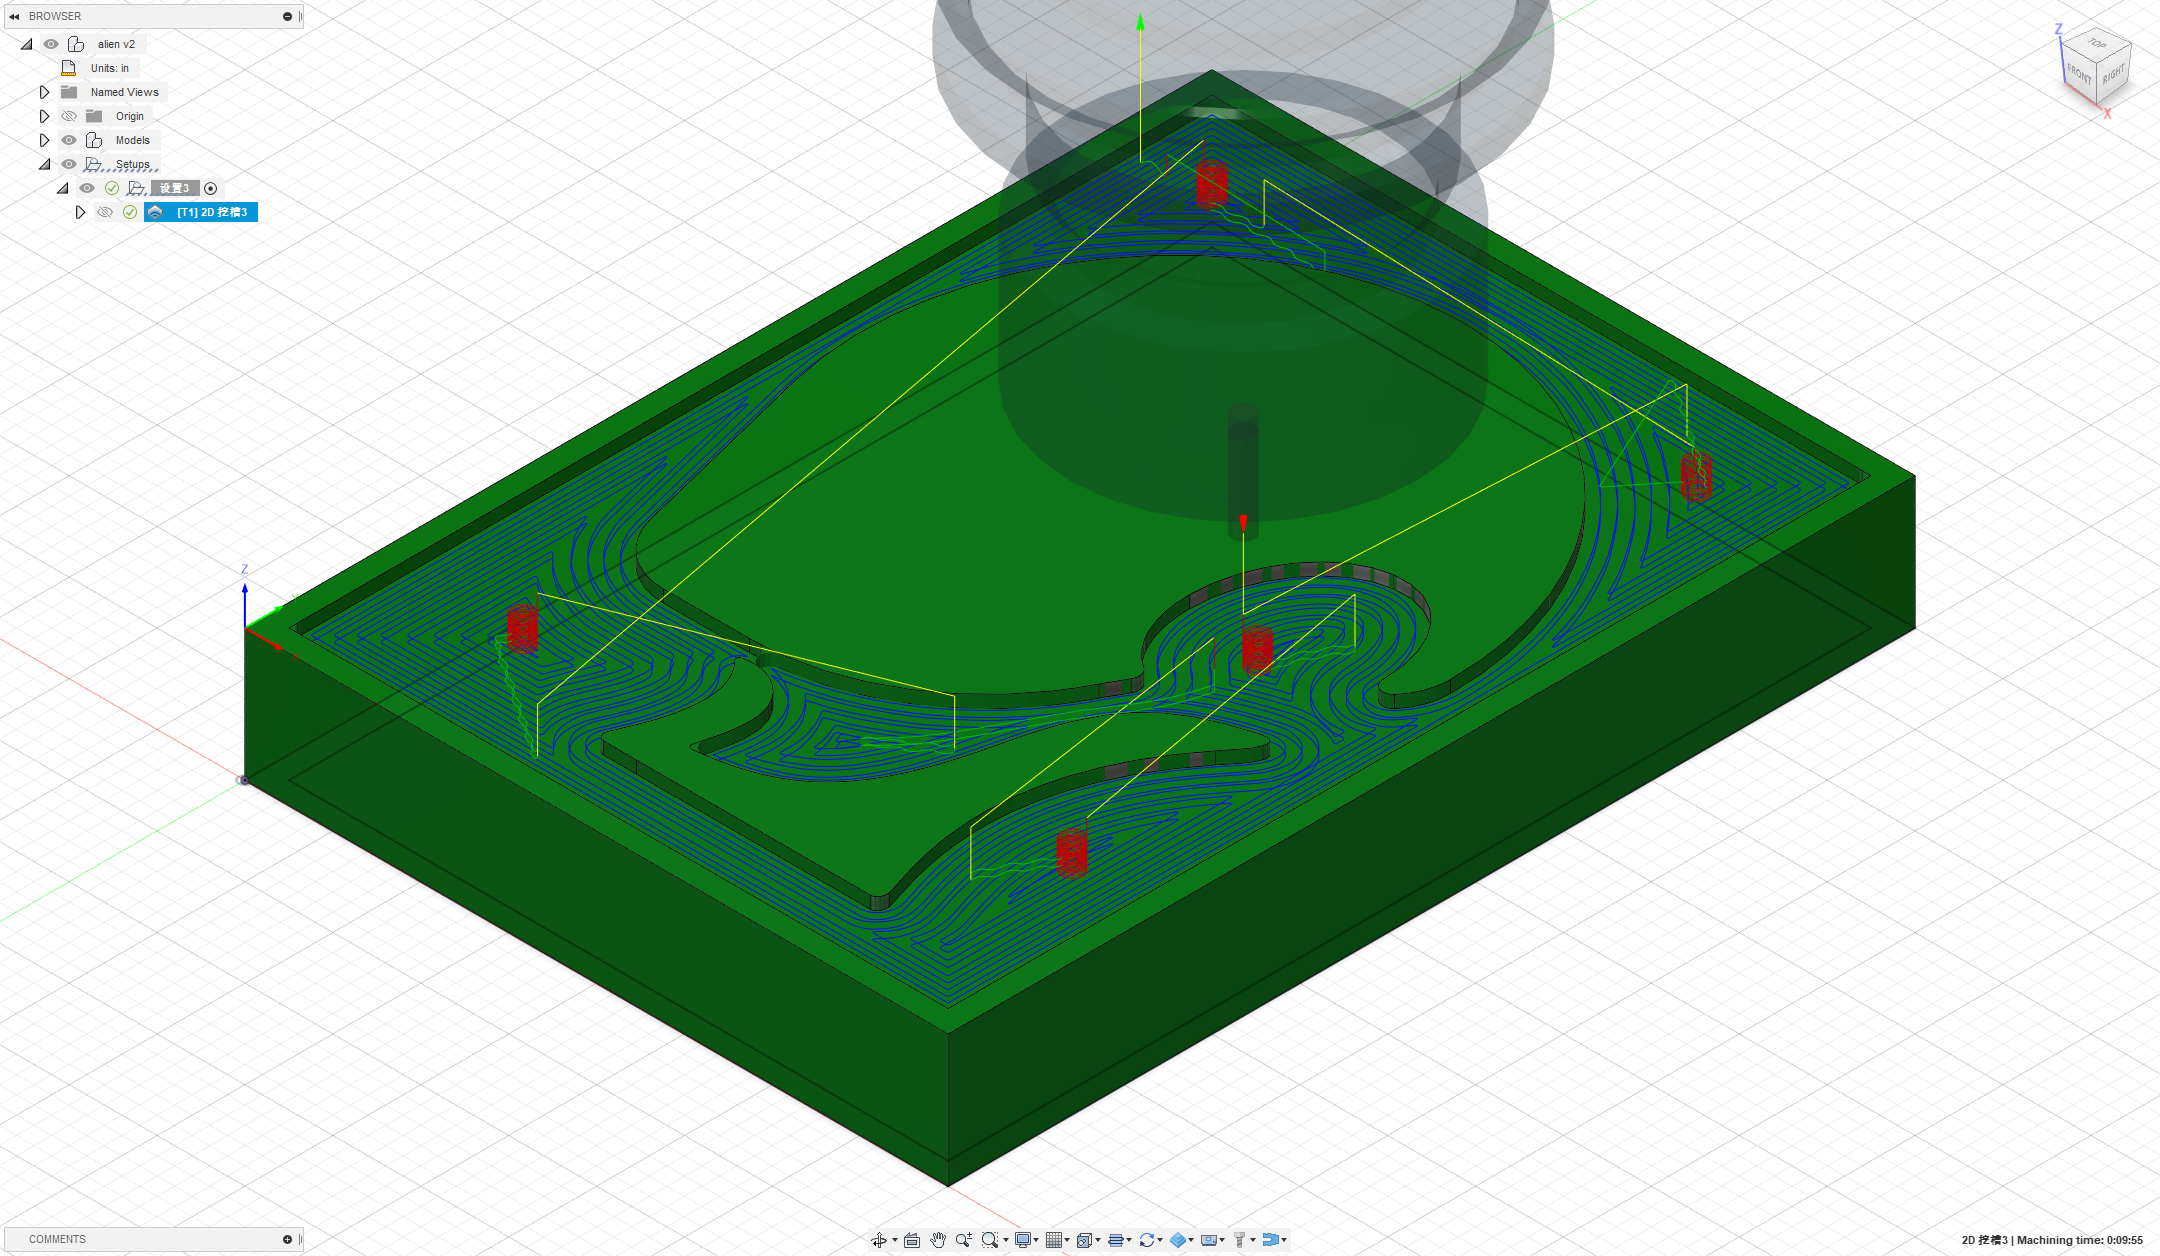 BROWSER
alien v2
Units: in
Named Views
Origin
Models
Setups
设置3
[T1] 2D 挖槽3
TOP
FRONT
RIGHT
Z
X
Z
X
COMMENTS
2D 挖槽3 | Machining time: 0:09:55